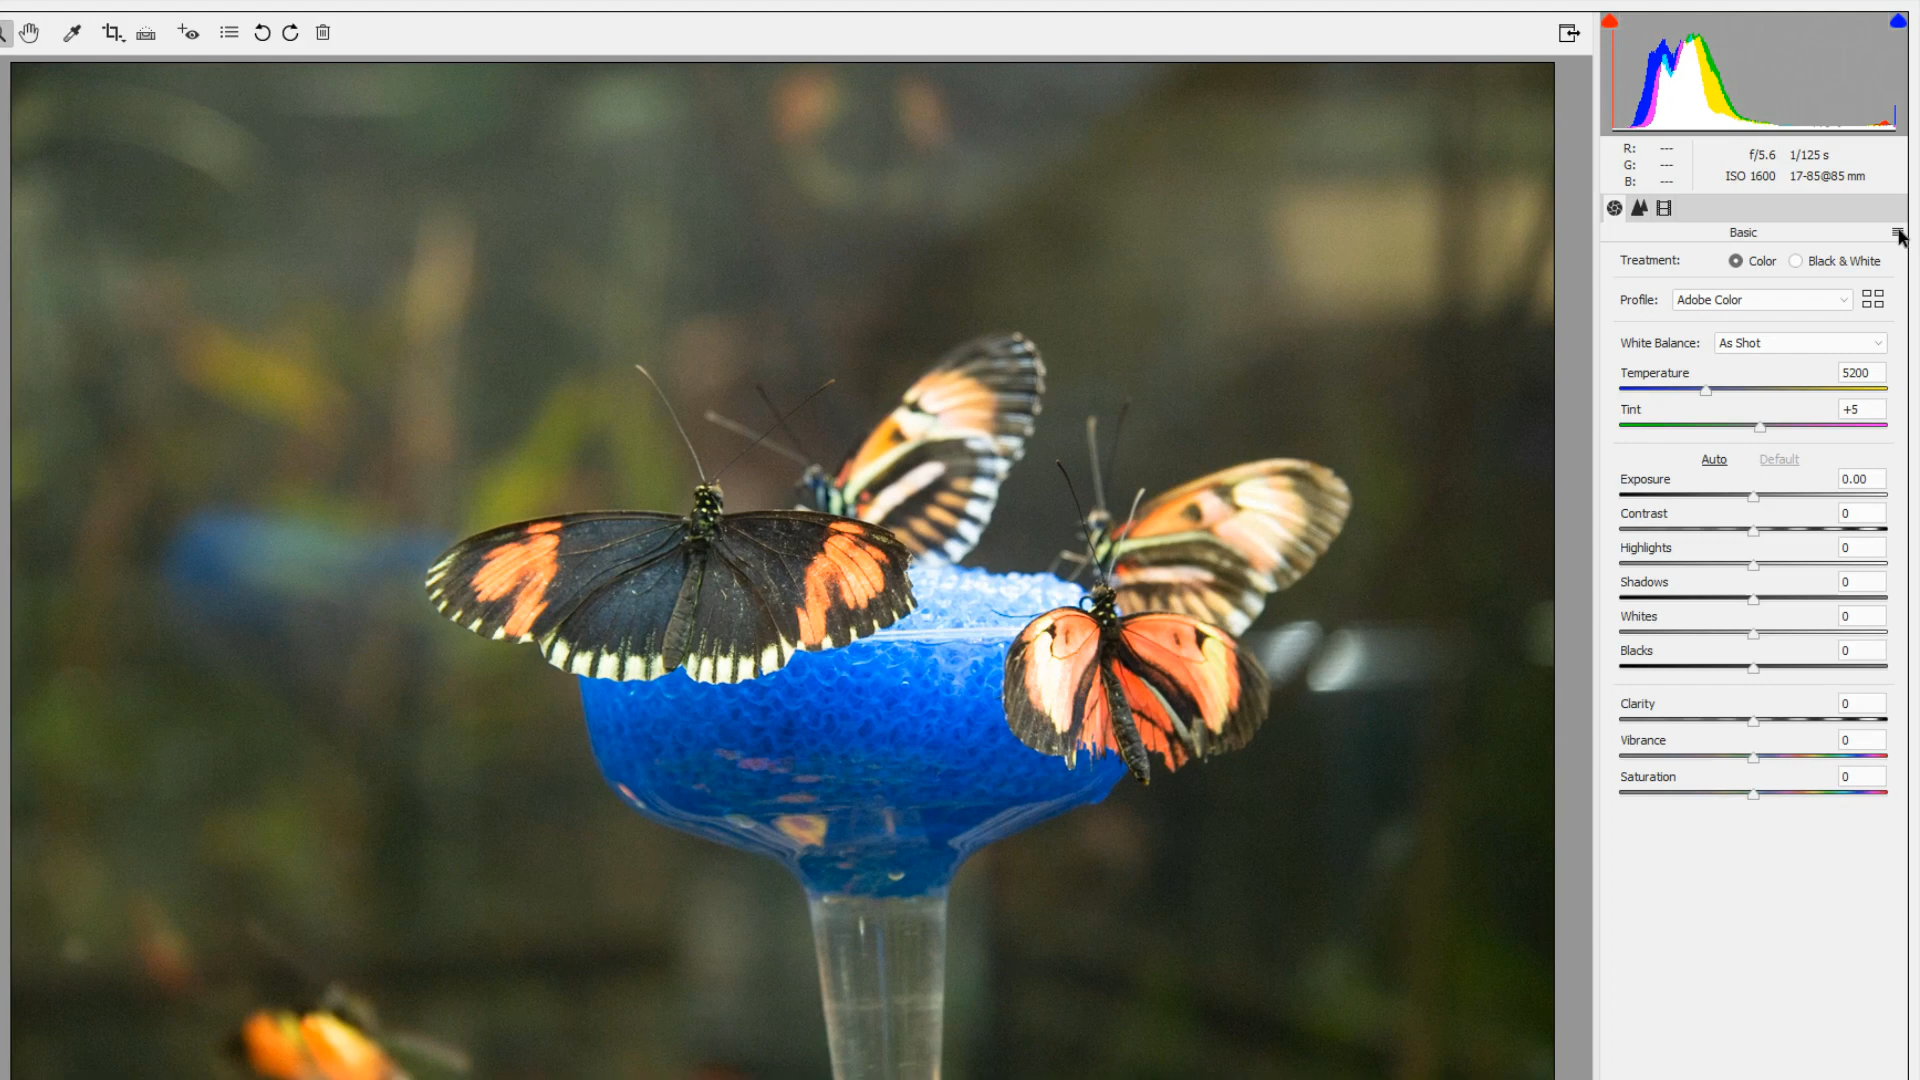 R: ---
G: ---
B: ---
f/5.6 1/125 s
ISO 1600 17-85@85 mm
Basic
Treatment: Color Black & White
Profile: Adobe Color
White Balance: As Shot
Temperature 5200
Tint +5
Auto Default
Exposure 0.00
Contrast 0
Highlights 0
Shadows 0
Whites 0
Blacks 0
Clarity 0
Vibrance 0
Saturation 0